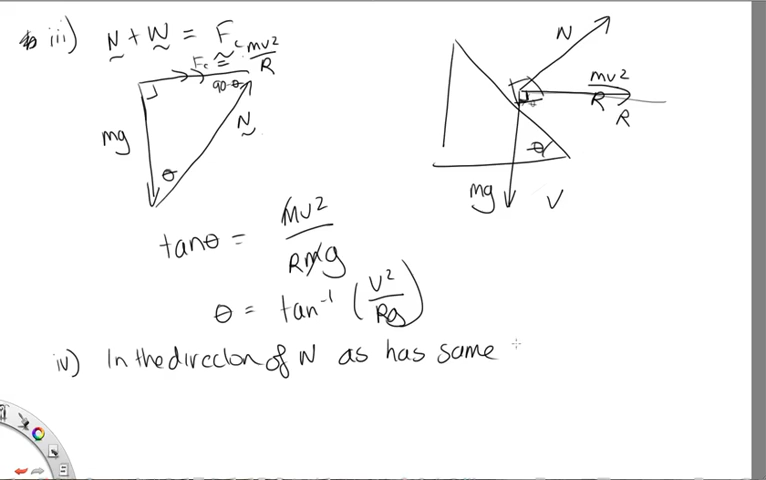 iii) N + W = Fc
Fc = mv²/R
90-θ
mg
N
θ
N
mv²/R
R
θ
mg
V
tanθ = mv²/Rmg
θ = tan⁻¹ (V²/Rg)
iv) In the direcion of N as has same